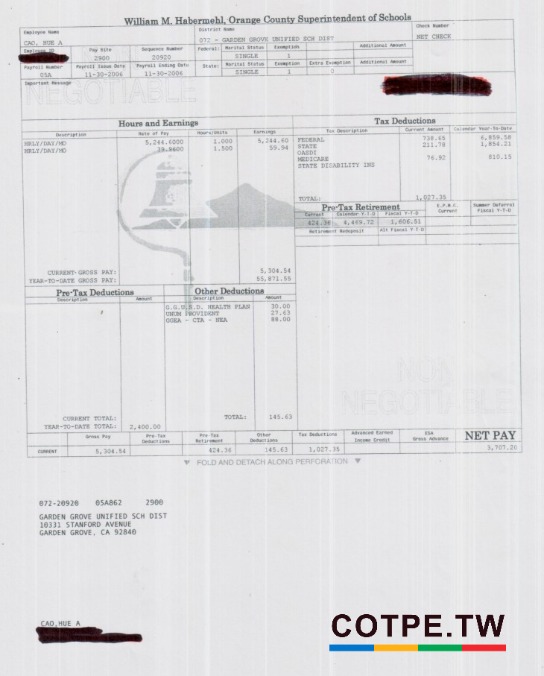 William M. Habermehl, Orange County Superintendent of Schools
Employee Name District Name Check Number
CAO, HUE A 072 - GARDEN GROVE UNIFIED SCH DIST NET CHECK
Employee ID Pay Site Sequence Number Federal: Marital Status Exemption Additional Amount
2900 20920 SINGLE 1
Payroll Number Payroll Issue Date Payroll Ending Date State: Marital Status Exemption Extra Exemption Additional Amount
05A 11-30-2006 11-30-2006 SINGLE 1 0
Important Message
NEGOTIABLE
Hours and Earnings Tax Deductions
Description Rate of Pay Hours/Units Earnings Tax Description Current Amount Calendar Year-To-Date
HRLY/DAY/MO 5,244.6000 1.000 5,244.60 FEDERAL 738.65 6,859.58
HRLY/DAY/MO 1.500 59.94 STATE 211.78 1,854.21
OASDI
MEDICARE 76.92 810.15
STATE DISABILITY INS
TOTAL: 1,027.35
Pre-Tax Retirement Summer Deferral
Current Calendar Y-T-D Fiscal Y-T-D Current Fiscal Y-T-D
424.36 4,469.72 1,606.01
Retirement Redeposit Alt Fiscal Y-T-D
CURRENT GROSS PAY: 5,304.54
YEAR-TO-DATE GROSS PAY: 55,871.55
Pre-Tax Deductions Other Deductions
Description Amount Description Amount
G.G.U.S.D. HEALTH PLAN 30.00
UNUM PROVIDENT 27.63
GGEA - CTA - NEA 88.00
NEGOTIABLE
CURRENT TOTAL: TOTAL: 145.63
YEAR-TO-DATE TOTAL: 2,400.00
Gross Pay Pre-Tax Deductions Pre-Tax Retirement Other Deductions Tax Deductions Advanced Earned Income Credit Gross Advance NET PAY
CURRENT 5,304.54 424.36 145.63 1,027.35 3,707.20
▼ FOLD AND DETACH ALONG PERFORATION ▼
072-20920 05A862 2900
GARDEN GROVE UNIFIED SCH DIST
10331 STANFORD AVENUE
GARDEN GROVE, CA 92840
CAO,HUE A
COTPE.TW